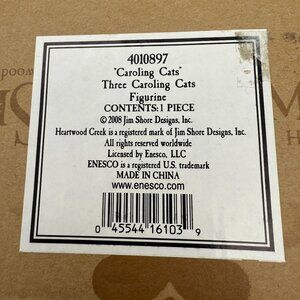 4010897
"Caroling Cats"
Three Caroling Cats
Figurine
CONTENTS: 1 PIECE
©2008 Jim Shore Designs, Inc.
Heartwood Creek is a registered mark of Jim Shore Designs, Inc.
All rights reserved worldwide
Licensed by Enesco, LLC
ENESCO is a registered U.S. trademark
MADE IN CHINA
www.enesco.com
0 45544 16103 9